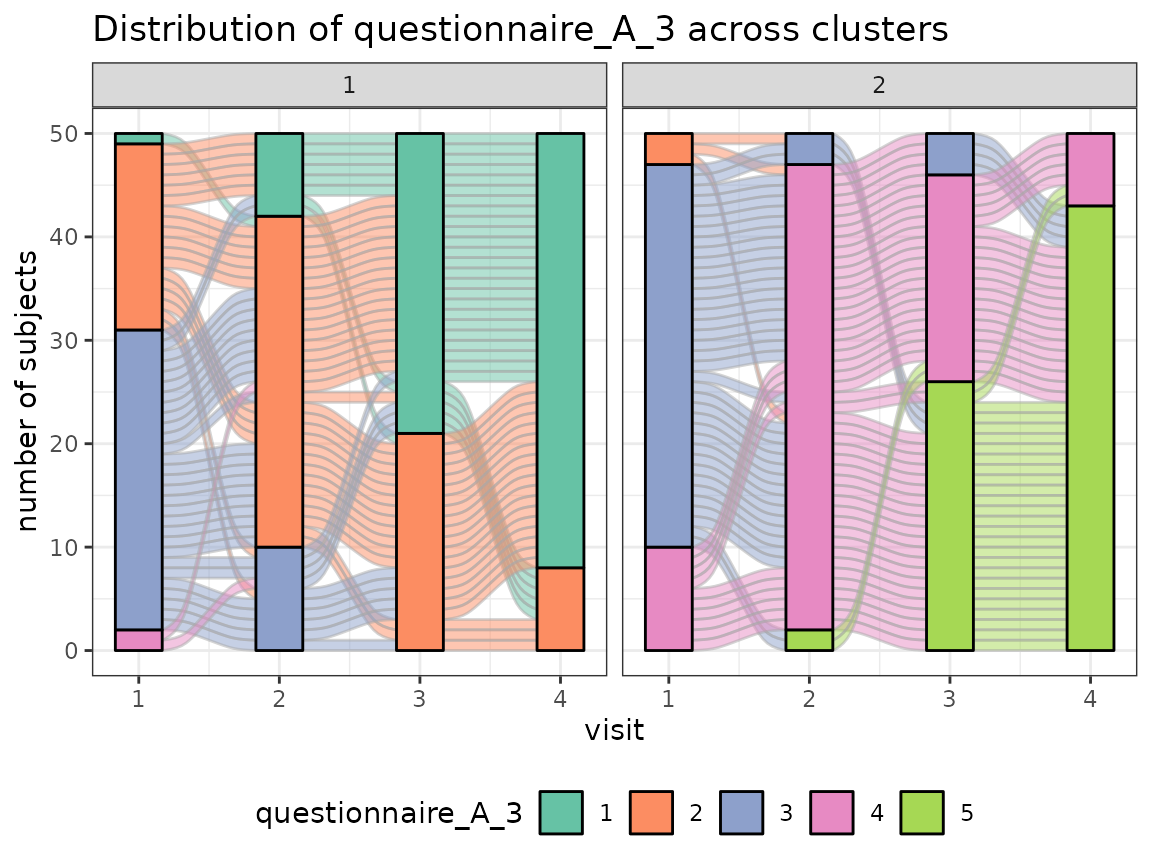 Distribution of questionnaire_A_3 across clusters
1 2
50
40
30
20
10
0
number of subjects
1 2 3 4 1 2 3 4
visit
questionnaire_A_3 1 2 3 4 5